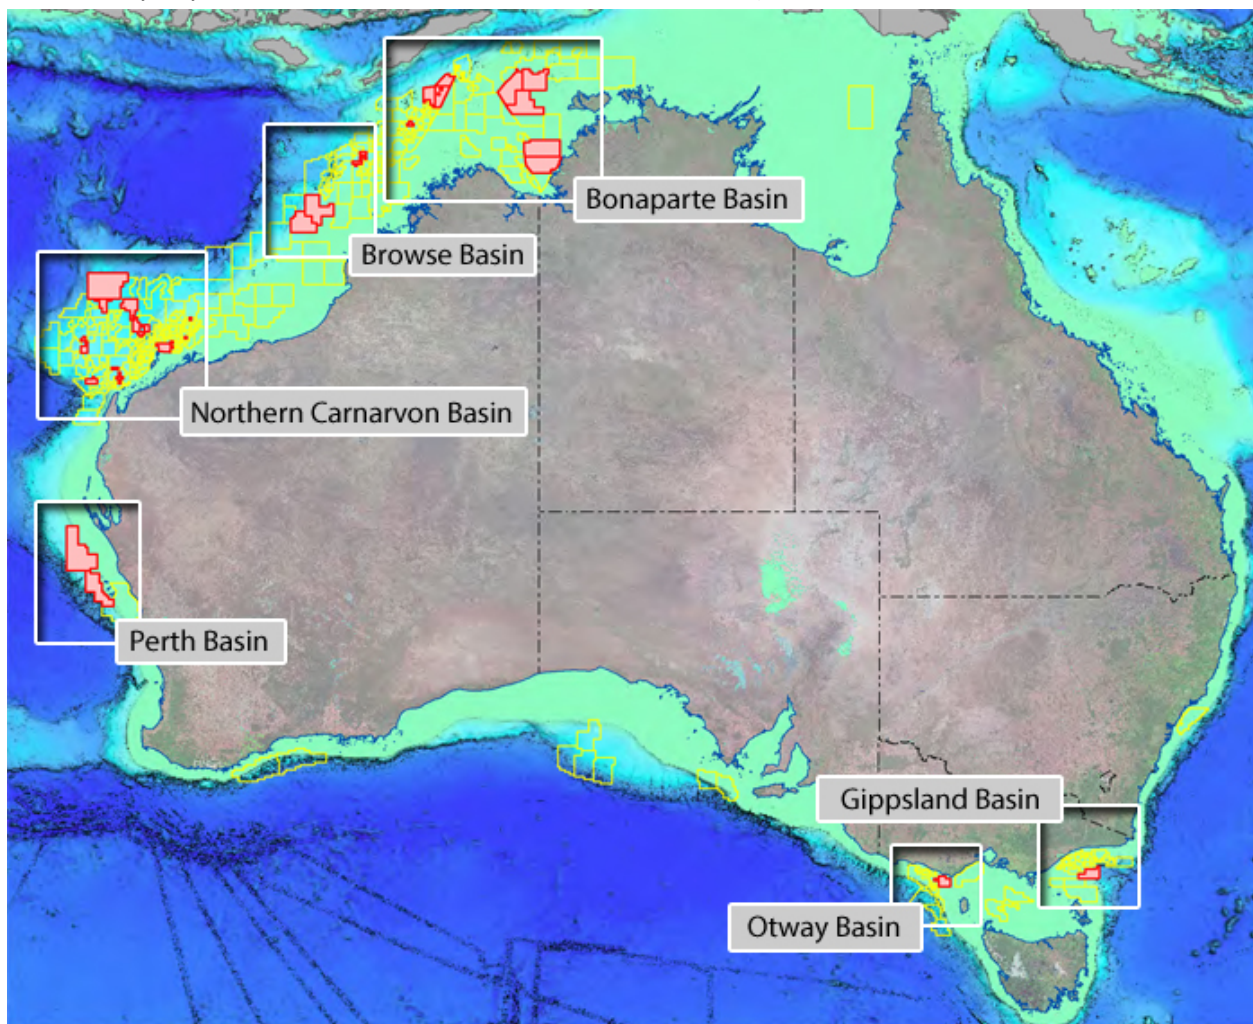 Bonaparte Basin
Browse Basin
Northern Carnarvon Basin
Perth Basin
Gippsland Basin
Otway Basin